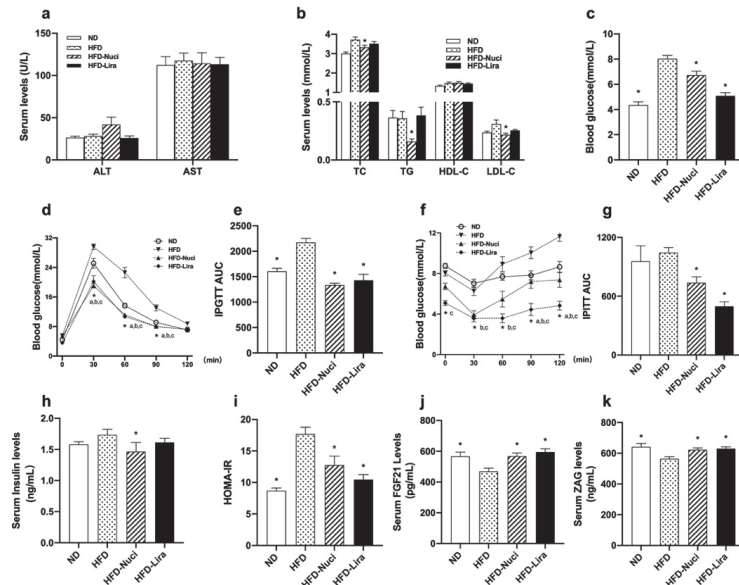 a
Serum levels (U/L)
150
100
50
0
ALT
AST
ND
HFD
HFD-Nuci
HFD-Lira
b
Serum levels (mmol/L)
4
3
2
1
0.5
0.0
TC
TG
HDL-C
LDL-C
*
*
*
ND
HFD
HFD-Nuci
HFD-Lira
c
Blood glucose(mmol/L)
10
8
6
4
2
0
*
*
*
ND
HFD
HFD-Nuci
HFD-Lira
d
Blood glucose(mmol/L)
32
24
16
8
0
ND
HFD
HFD-Nuci
HFD-Lira
*
a,b,c
* a,b,c
* a,b,c
0 30 60 90 120 (min)
e
IPGTT AUC
2500
2000
1500
1000
500
0
*
*
*
ND
HFD
HFD-Nuci
HFD-Lira
f
Blood glucose(mmol/L)
12
8
4
0
ND
HFD
HFD-Nuci
HFD-Lira
* c
* b,c
* b,c
* a,b,c
* a,b,c
0 30 60 90 120 (min)
g
IPITT AUC
1200
900
600
300
0
*
*
ND
HFD
HFD-Nuci
HFD-Lira
h
Serum Insulin levels
(ng/mL)
2.0
1.5
1.0
0.5
0.0
*
ND
HFD
HFD-Nuci
HFD-Lira
i
HOMA-IR
20
15
10
5
0
*
*
*
ND
HFD
HFD-Nuci
HFD-Lira
j
Serum FGF21 Levels
(pg/mL)
800
600
400
200
0
*
*
*
ND
HFD
HFD-Nuci
HFD-Lira
k
Serum ZAG levels
(ng/mL)
800
600
400
200
0
*
*
*
ND
HFD
HFD-Nuci
HFD-Lira